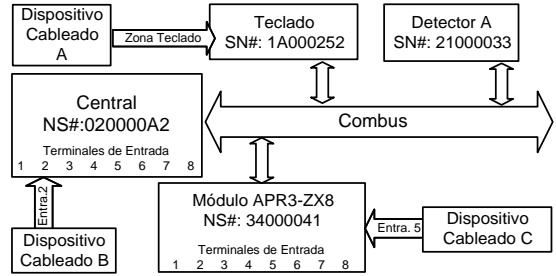 Dispositivo
Cableado
A
Zona Teclado
Teclado
SN#: 1A000252
Detector A
SN#: 21000033
Central
NS#:020000A2
Terminales de Entrada
1 2 3 4 5 6 7 8
Combus
Entra.2
Dispositivo
Cableado B
Módulo APR3-ZX8
NS#: 34000041
Terminales de Entrada
1 2 3 4 5 6 7 8
Entra. 5
Dispositivo
Cableado C